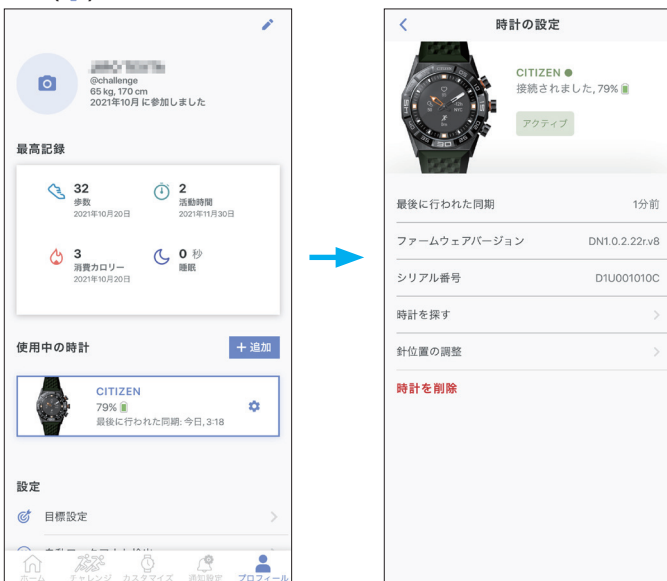 @challenge
65 kg, 170 cm
2021年10月 に参加しました
最高記録
32
歩数
2021年10月20日
2
活動時間
2021年11月30日
3
消費カロリー
2021年10月20日
0 秒
睡眠
使用中の時計
+ 追加
CITIZEN
79%
最後に行われた同期: 今日, 3:18
設定
目標設定
ホーム
チャレンジ
カスタマイズ
通知設定
プロフィール
時計の設定
CITIZEN
接続されました, 79%
アクティブ
最後に行われた同期
1分前
ファームウェアバージョン
DN1.0.2.22r.v8
シリアル番号
D1U001010C
時計を探す
針位置の調整
時計を削除